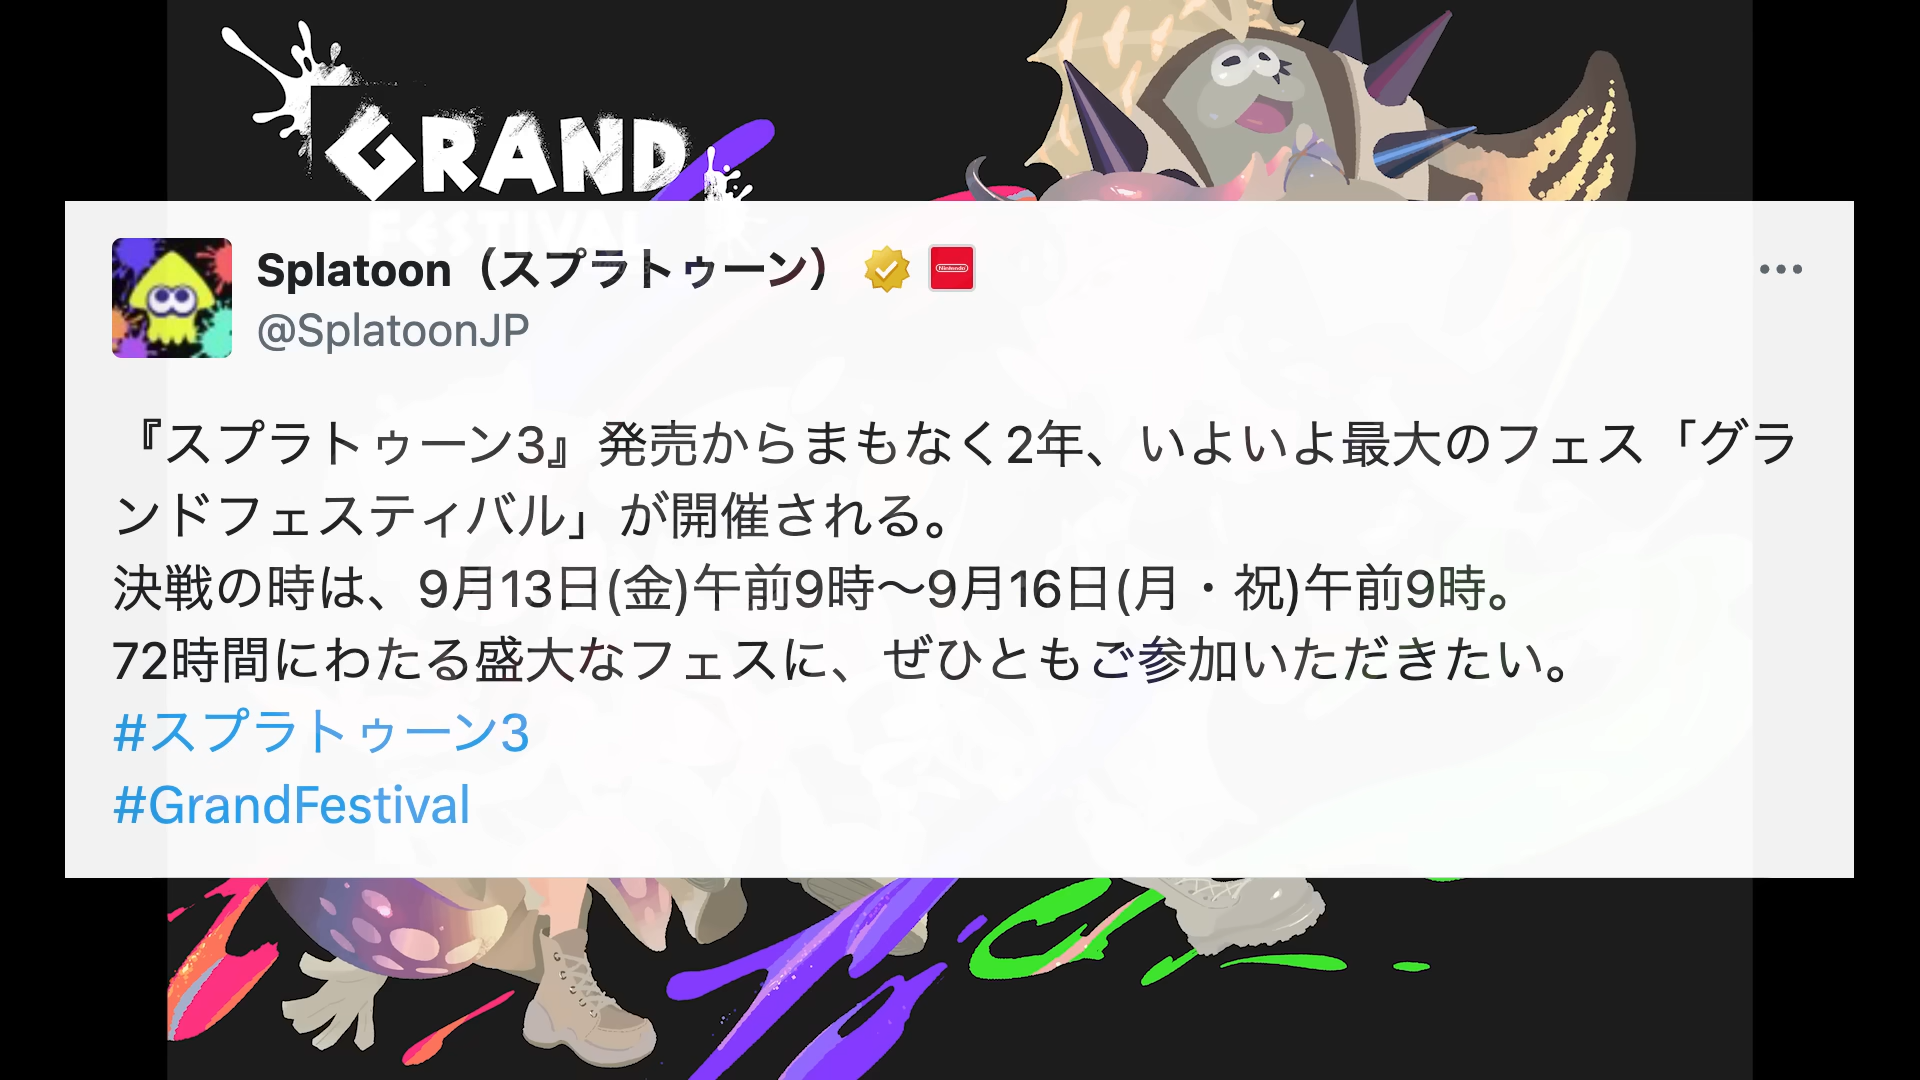 GRAND
FESTIVAL
Splatoon（スプラトゥーン）
Nintendo
@SplatoonJP
『スプラトゥーン3』発売からまもなく2年、いよいよ最大のフェス「グラ
ンドフェスティバル」が開催される。
決戦の時は、9月13日(金)午前9時～9月16日(月・祝)午前9時。
72時間にわたる盛大なフェスに、ぜひともご参加いただきたい。
#スプラトゥーン3
#GrandFestival